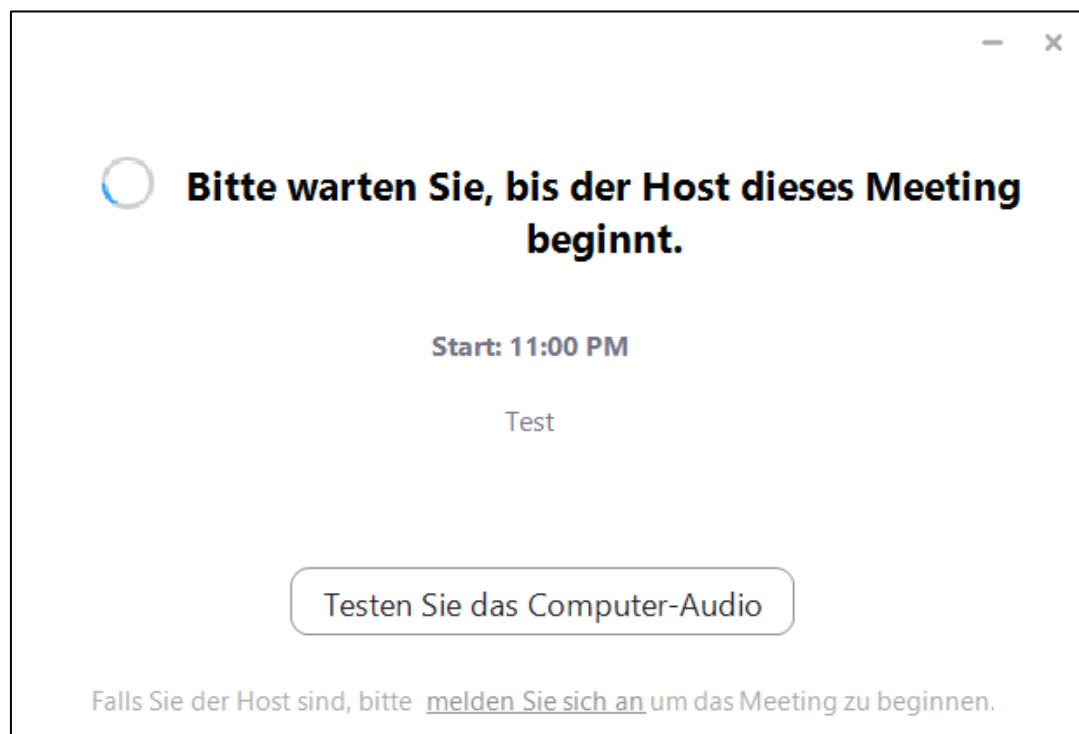 Bitte warten Sie, bis der Host dieses Meeting
beginnt.
Start: 11:00 PM
Test
Testen Sie das Computer-Audio
Falls Sie der Host sind, bitte melden Sie sich an um das Meeting zu beginnen.